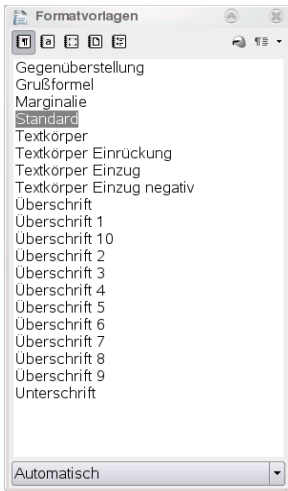 Formatvorlagen
Gegenüberstellung
Grußformel
Marginalie
Standard
Textkörper
Textkörper Einrückung
Textkörper Einzug
Textkörper Einzug negativ
Überschrift
Überschrift 1
Überschrift 10
Überschrift 2
Überschrift 3
Überschrift 4
Überschrift 5
Überschrift 6
Überschrift 7
Überschrift 8
Überschrift 9
Unterschrift
Automatisch